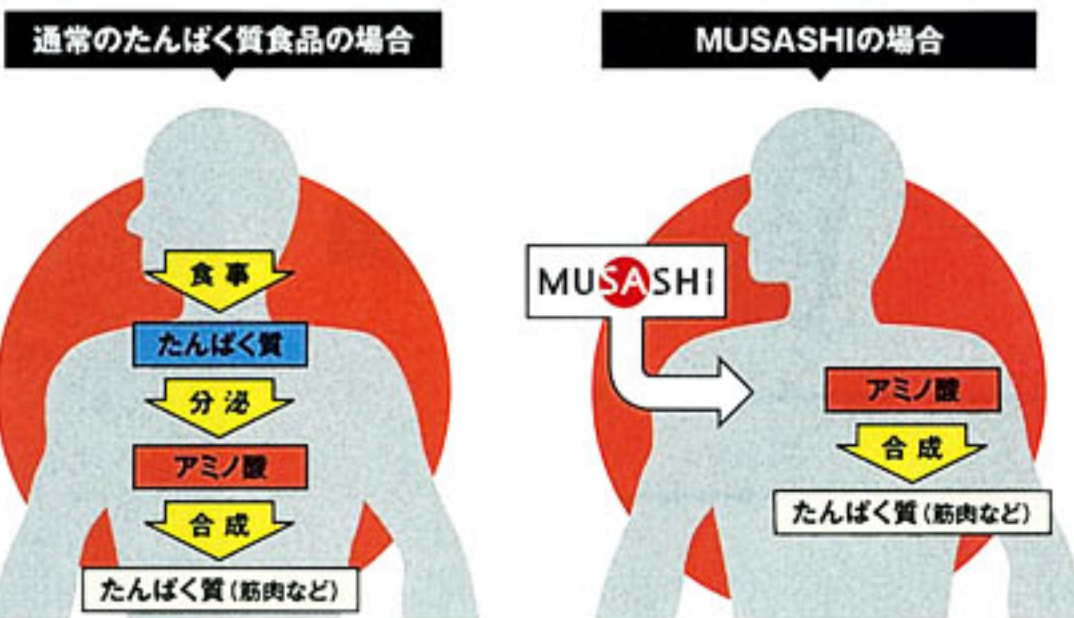 通常のたんぱく質食品の場合
食事
たんぱく質
分泌
アミノ酸
合成
たんぱく質(筋肉など)
MUSASHIの場合
MUSASHI
アミノ酸
合成
たんぱく質(筋肉など)